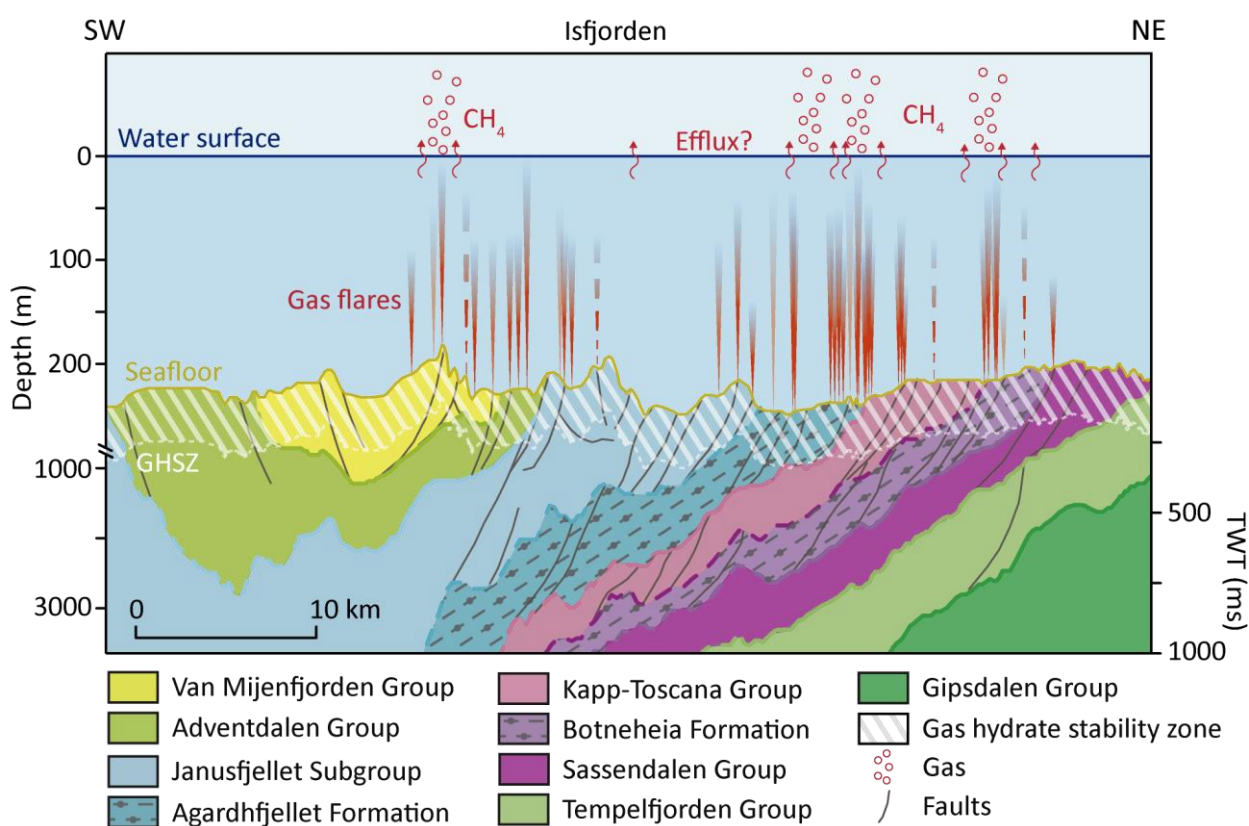 SW Isfjorden NE
CH4 CH4
Water surface Efflux?
0
100
Gas flares
200
Seafloor
GHSZ
1000
500
3000
0 10 km
1000
Depth (m)
TWT (ms)
Van Mijenfjorden Group Kapp-Toscana Group Gipsdalen Group
Adventdalen Group Botneheia Formation Gas hydrate stability zone
Janusfjellet Subgroup Sassendalen Group Gas
Agardhfjellet Formation Tempelfjorden Group Faults